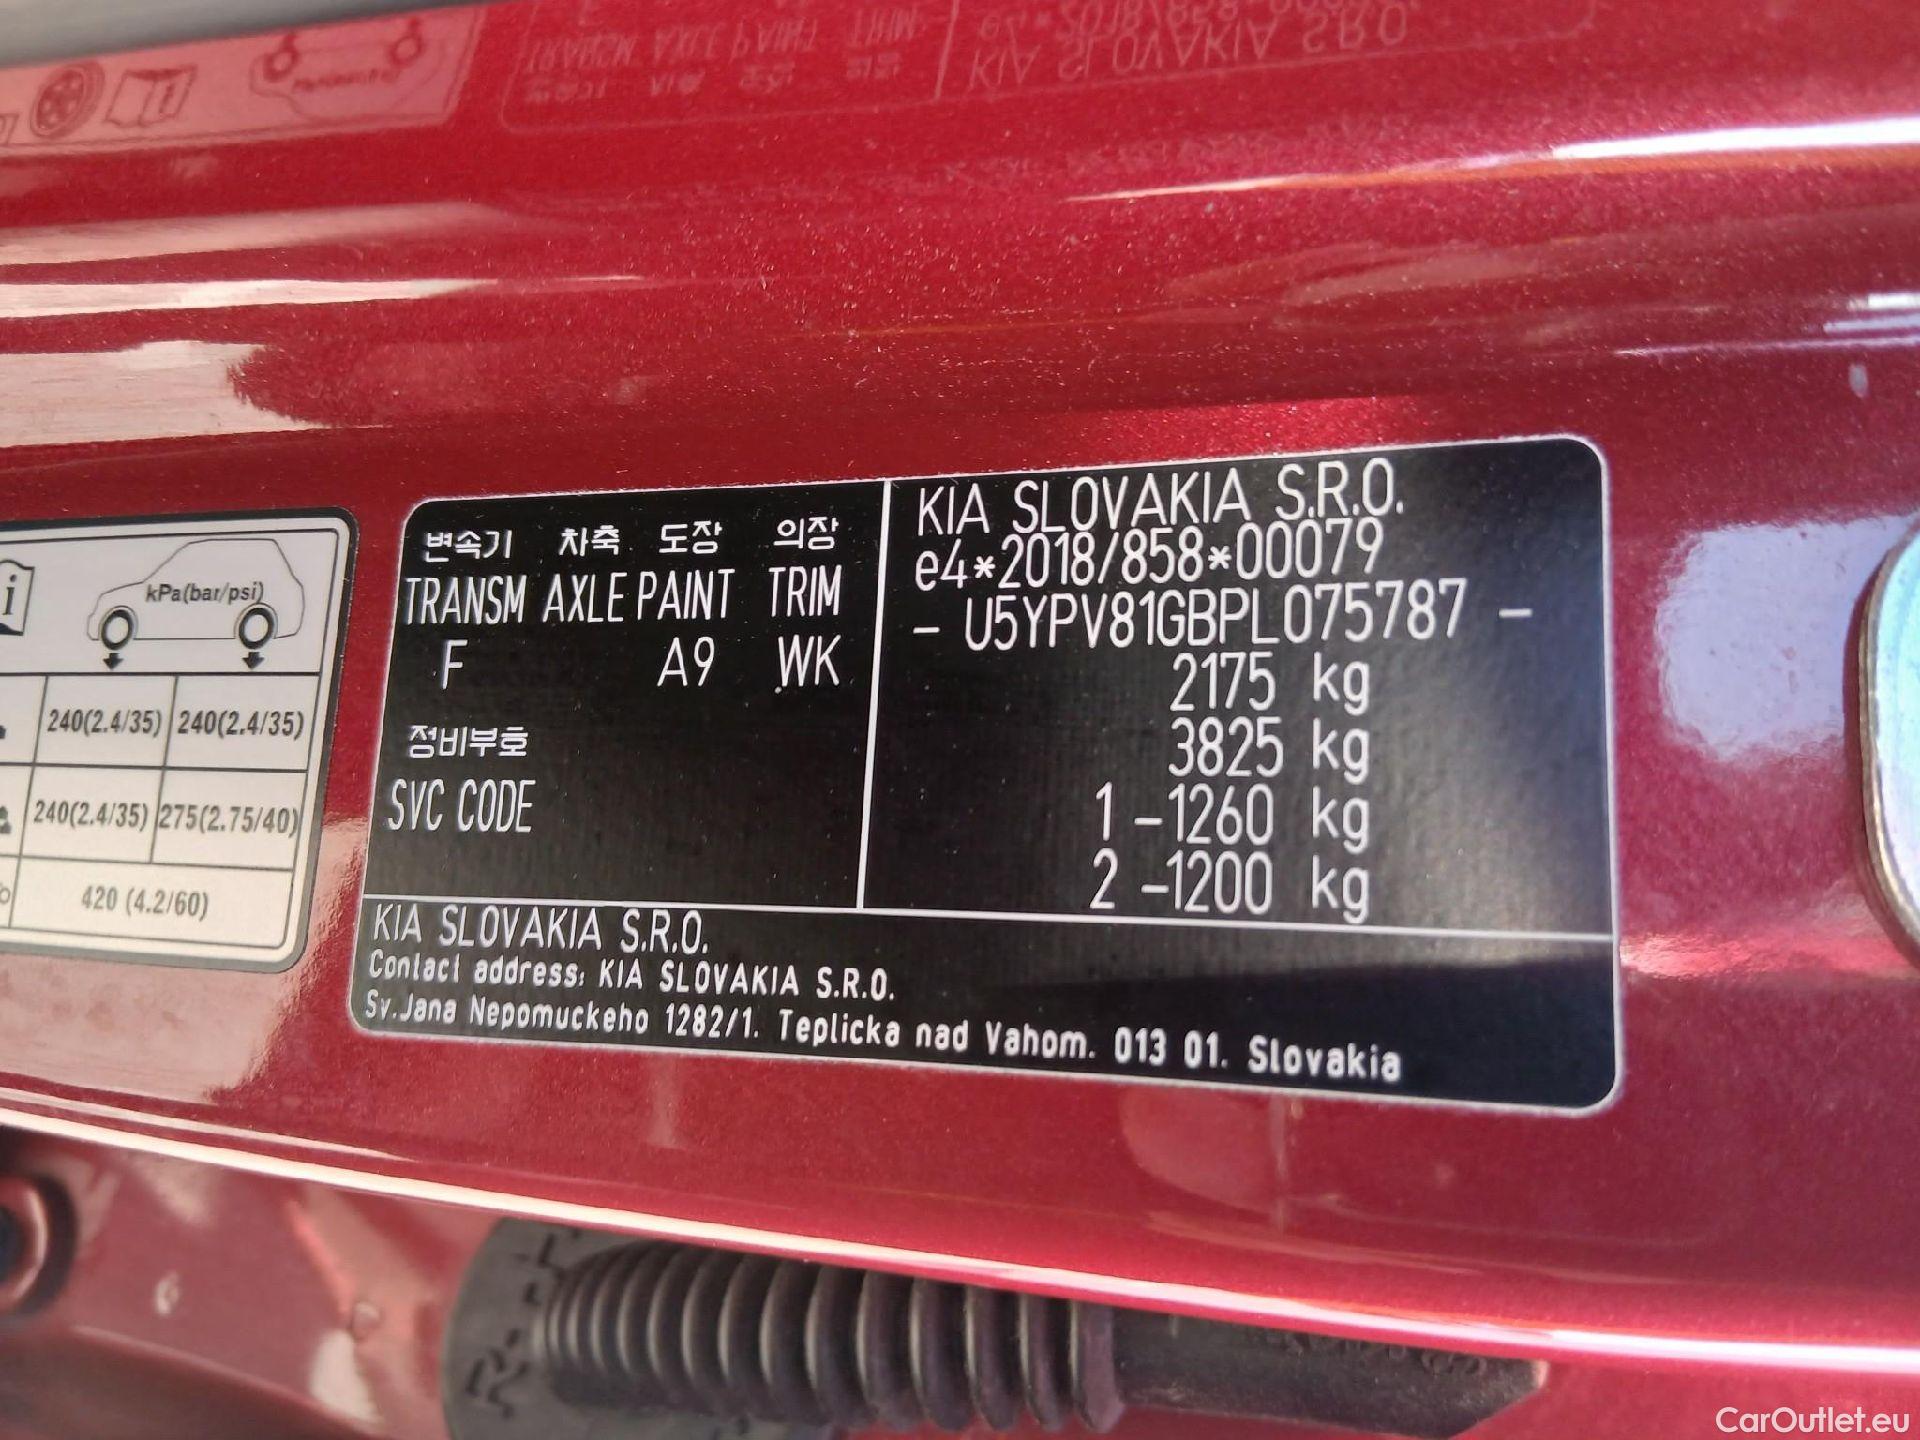 kPa(bar/psi)
240(2.4/35) 240(2.4/35)
240(2.4/35) 275(2.75/40)
420 (4.2/60)
변속기 차축 도장 의장
TRANSM AXLE PAINT TRIM
F A9 WK
정비부호
SVC CODE
KIA SLOVAKIA S.R.O.
e4*2018/858*00079
- U5YPV81GBPL075787 -
2175 kg
3825 kg
1 -1260 kg
2 -1200 kg
KIA SLOVAKIA S.R.O.
Contact address: KIA SLOVAKIA S.R.O.
Sv.Jana Nepomuckeho 1282/1. Teplicka nad Vahom. 013 01. Slovakia
CarOutlet.eu